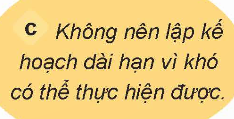 C Không nên lập kế
hoạch dài hạn vì khó
có thể thực hiện được.